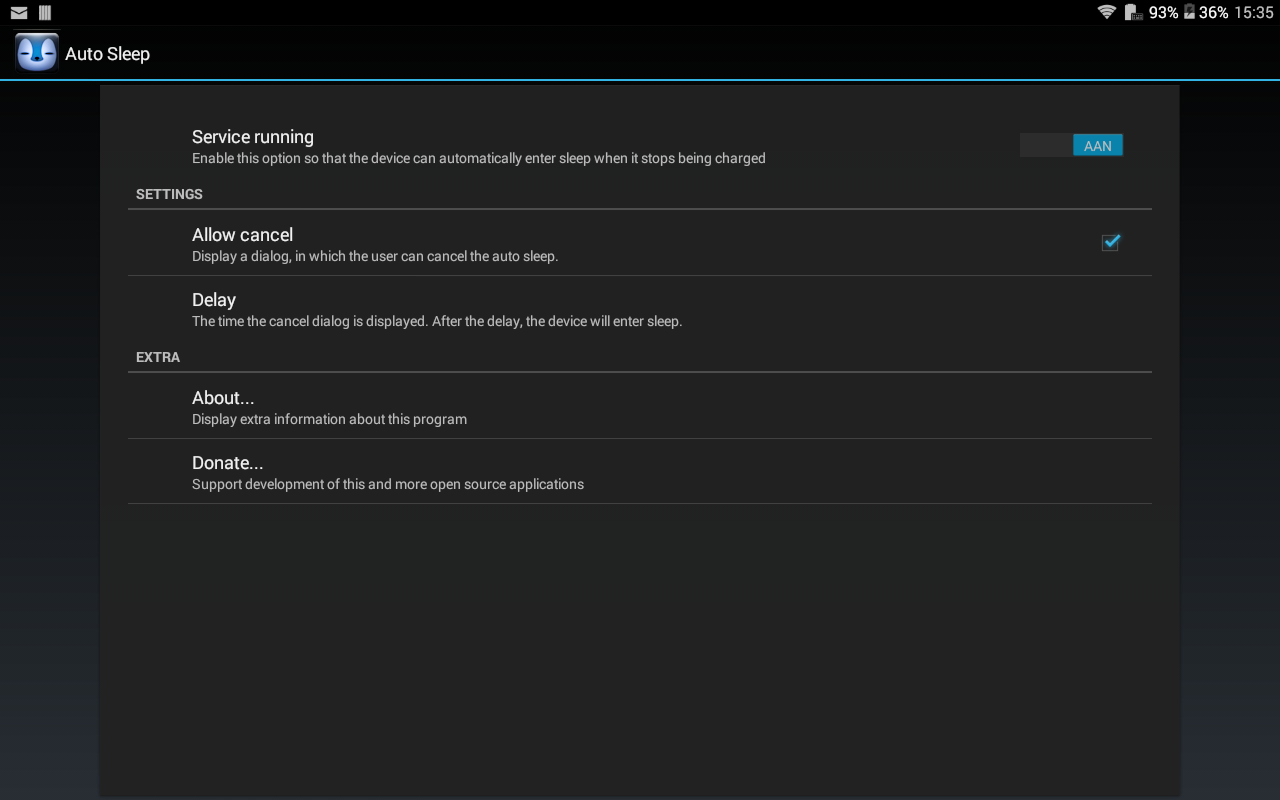 93% 36% 15:35
Auto Sleep
Service running
Enable this option so that the device can automatically enter sleep when it stops being charged
AAN
SETTINGS
Allow cancel
Display a dialog, in which the user can cancel the auto sleep.
Delay
The time the cancel dialog is displayed. After the delay, the device will enter sleep.
EXTRA
About...
Display extra information about this program
Donate...
Support development of this and more open source applications